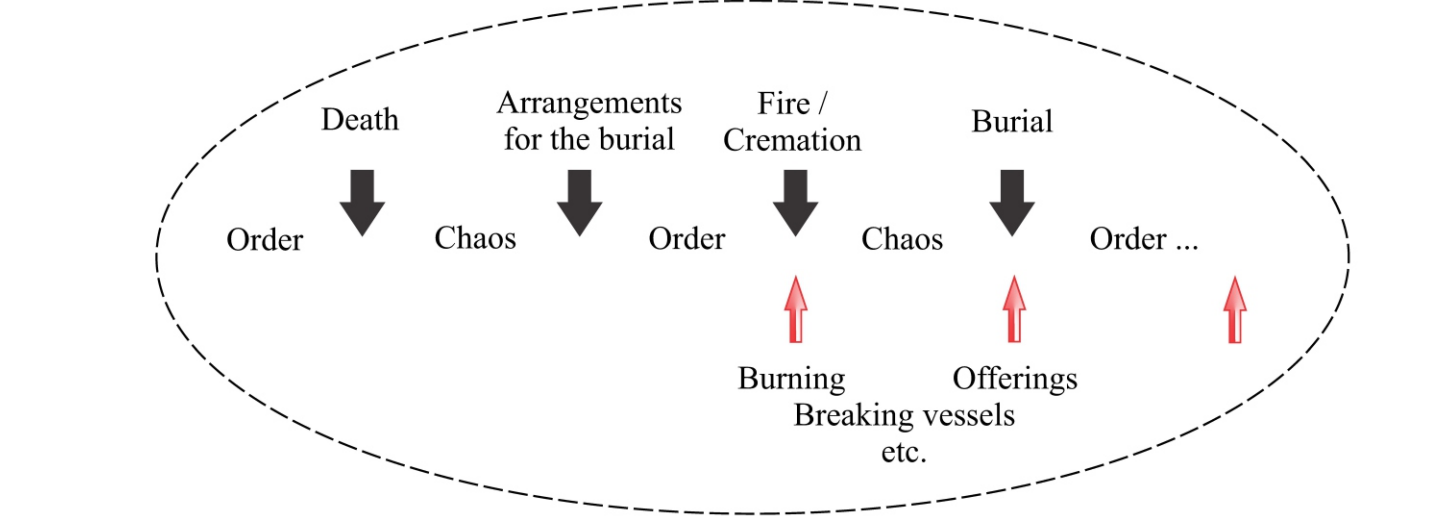 Death
Arrangements
for the burial
Fire /
Cremation
Burial
Order
Chaos
Order
Chaos
Order ...
Burning
Offerings
Breaking vessels
etc.